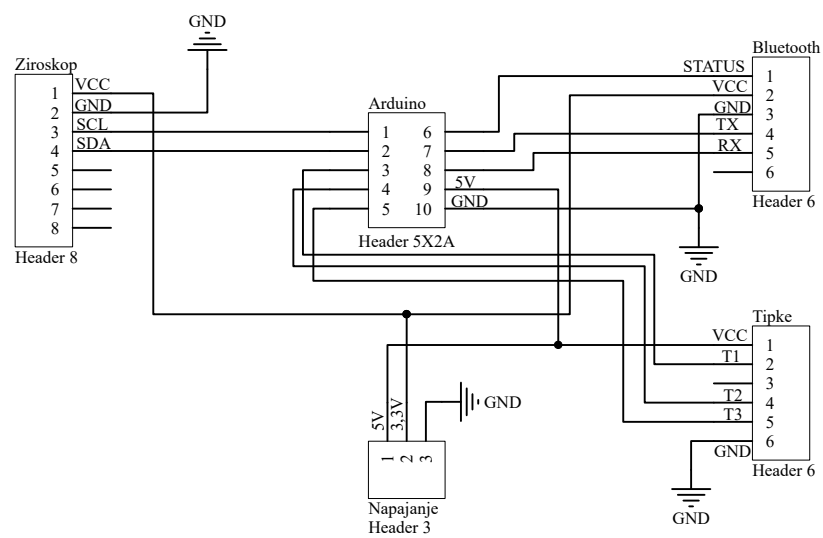 GND
Ziroskop
1 VCC
2 GND
3 SCL
4 SDA
5
6
7
8
Header 8
Arduino
1 6
2 7
3 8
4 9 5V
5 10 GND
Header 5X2A
Bluetooth
STATUS 1
VCC 2
GND 3
TX 4
RX 5
6
Header 6
GND
Tipke
VCC 1
T1 2
3
T2 4
T3 5
GND 6
Header 6
GND
5V
3,3V
GND
1 2 3
Napajanje
Header 3